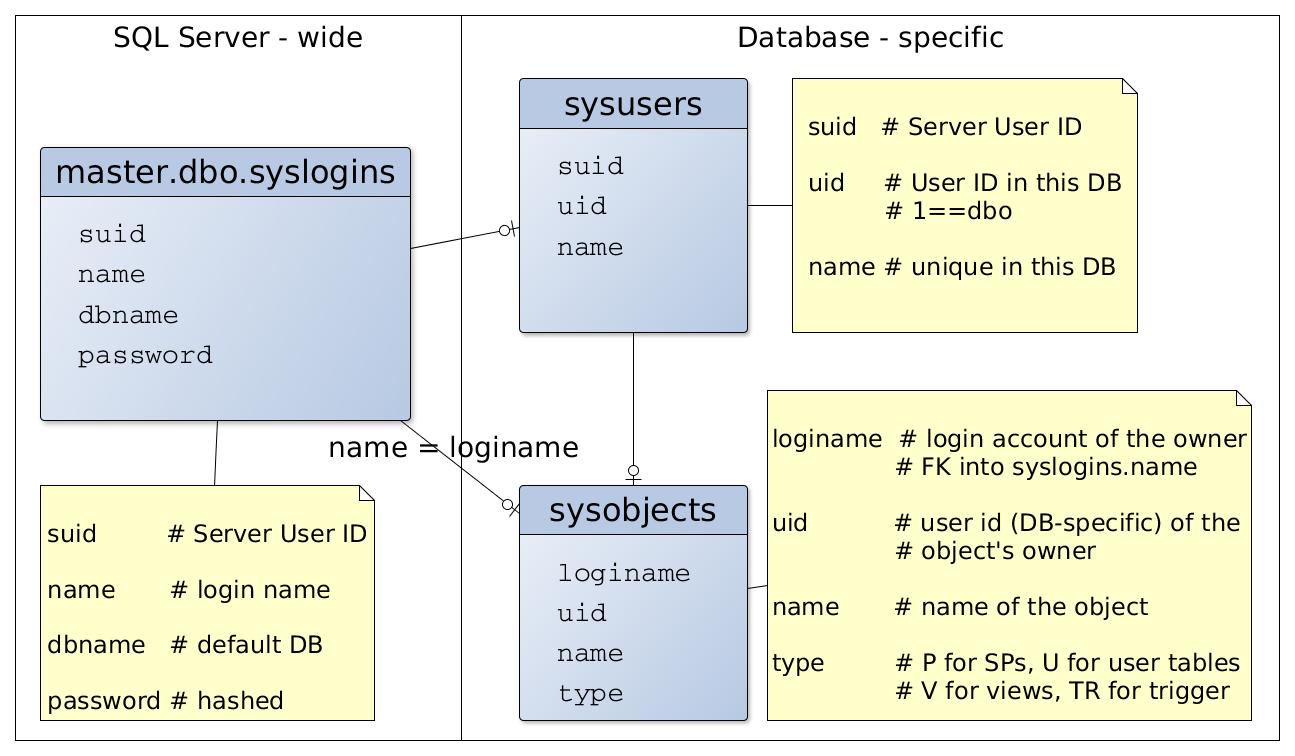 SQL Server - wide
master.dbo.syslogins
suid
name
dbname
password
suid # Server User ID
name # login name
dbname # default DB
password # hashed
name = loginame
Database - specific
sysusers
suid
uid
name
suid # Server User ID
uid # User ID in this DB
# 1==dbo
name # unique in this DB
sysobjects
loginame
uid
name
type
loginame # login account of the owner
# FK into syslogins.name
uid # user id (DB-specific) of the
# object's owner
name # name of the object
type # P for SPs, U for user tables
# V for views, TR for trigger